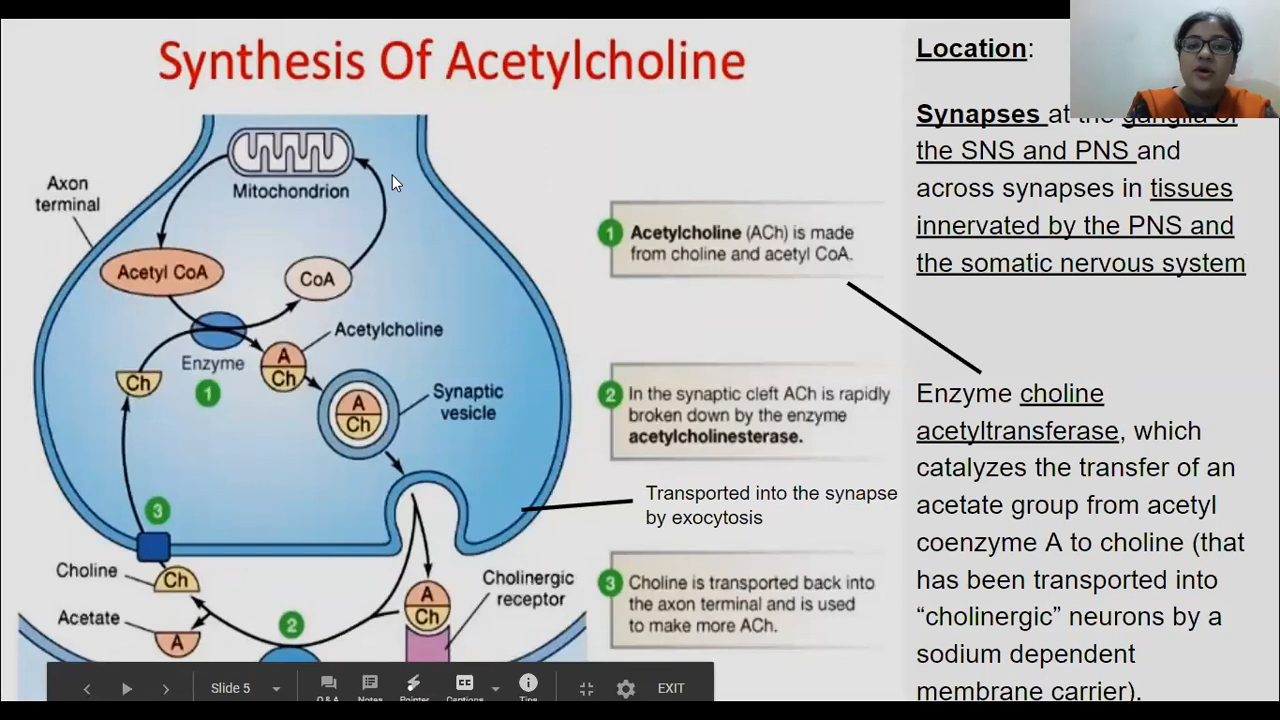 Synthesis Of Acetylcholine
Mitochondrion
Axon
terminal
Acetyl CoA
CoA
Acetylcholine
A
Ch
Enzyme
1
Ch
Synaptic
vesicle
A
Ch
3
Choline
Ch
Acetate
A
2
Cholinergic
receptor
A
Ch
1 Acetylcholine (ACh) is made
from choline and acetyl CoA.
2 In the synaptic cleft ACh is rapidly
broken down by the enzyme
acetylcholinesterase.
Transported into the synapse
by exocytosis
3 Choline is transported back into
the axon terminal and is used
to make more ACh.
Location:
Synapses at the ganglia of
the SNS and PNS and
across synapses in tissues
innervated by the PNS and
the somatic nervous system
Enzyme choline
acetyltransferase, which
catalyzes the transfer of an
acetate group from acetyl
coenzyme A to choline (that
has been transported into
“cholinergic” neurons by a
sodium dependent
membrane carrier).
Slide 5
Q & A
Notes
Pointer
Captions
Tips
EXIT